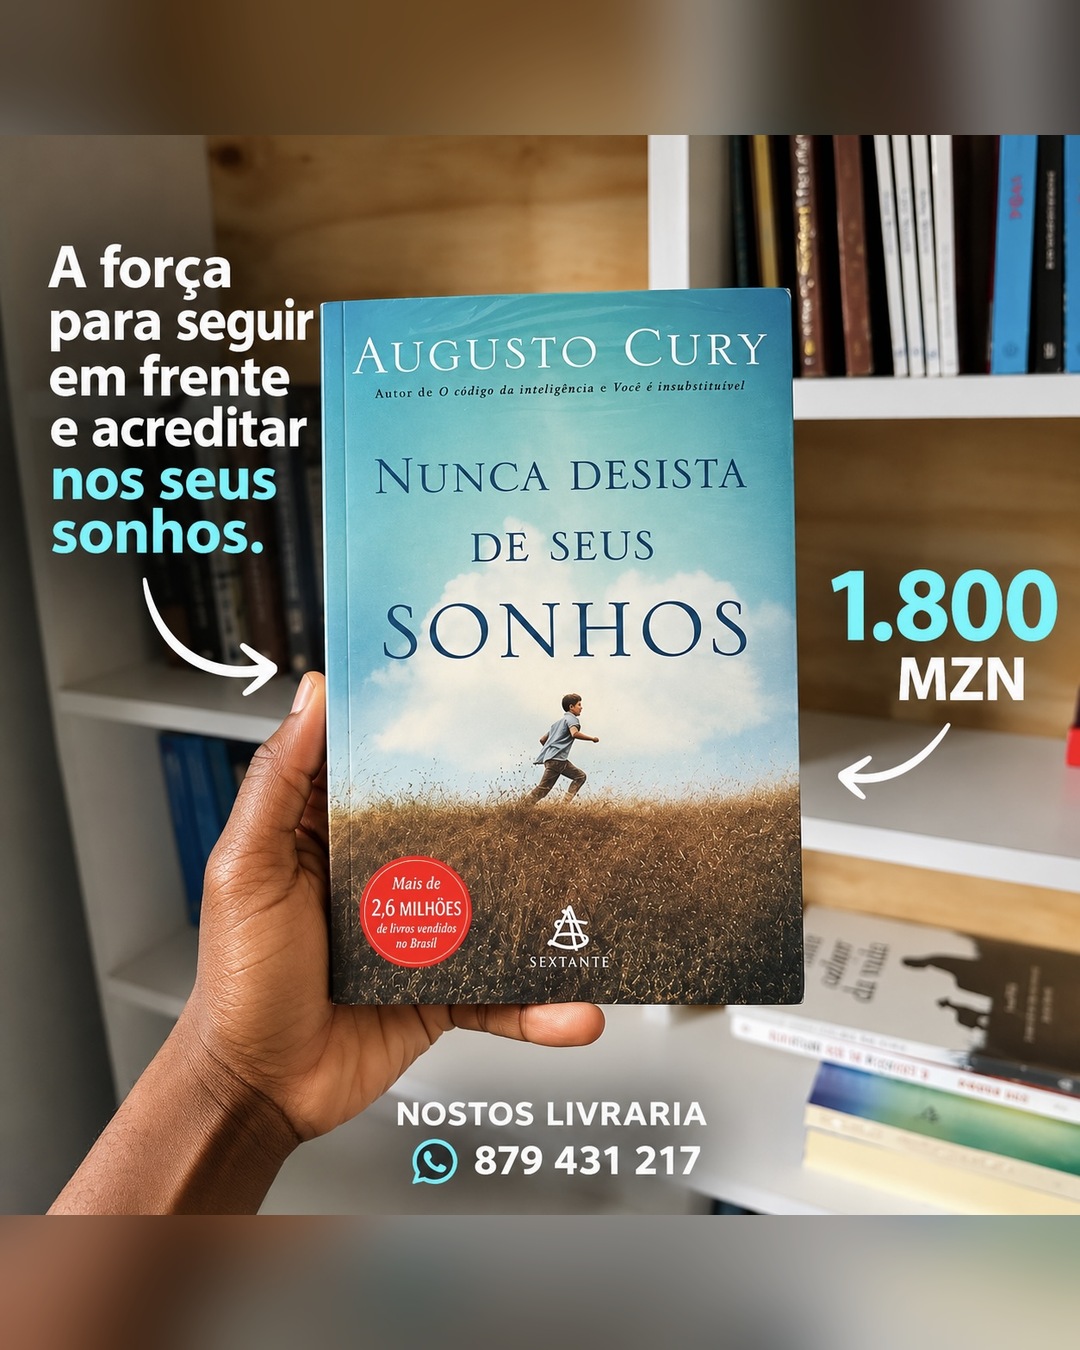 A força
para seguir
em frente
e acreditar
nos seus
sonhos.
AUGUSTO CURY
Autor de O código da inteligência e Você é insubstituível
NUNCA DESISTA
DE SEUS
SONHOS
1.800
MZN
Mais de
2,6 MILHÕES
de livros vendidos
no Brasil
SEXTANTE
NOSTOS LIVRARIA
879 431 217